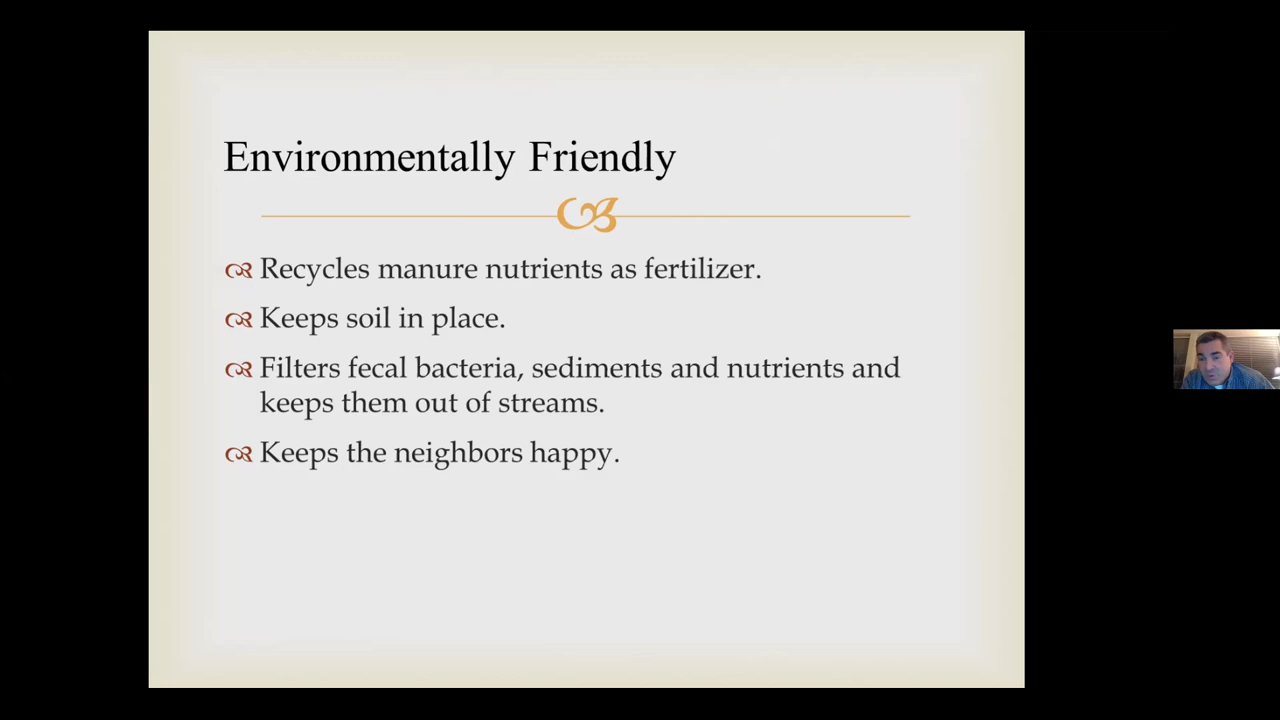 Environmentally Friendly
Recycles manure nutrients as fertilizer.
Keeps soil in place.
Filters fecal bacteria, sediments and nutrients and
keeps them out of streams.
Keeps the neighbors happy.